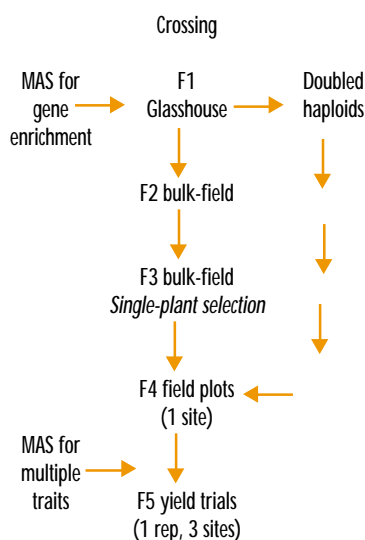 Crossing
MAS for
gene
enrichment
F1
Glasshouse
Doubled
haploids
F2 bulk-field
F3 bulk-field
Single-plant selection
F4 field plots
(1 site)
MAS for
multiple
traits
F5 yield trials
(1 rep, 3 sites)